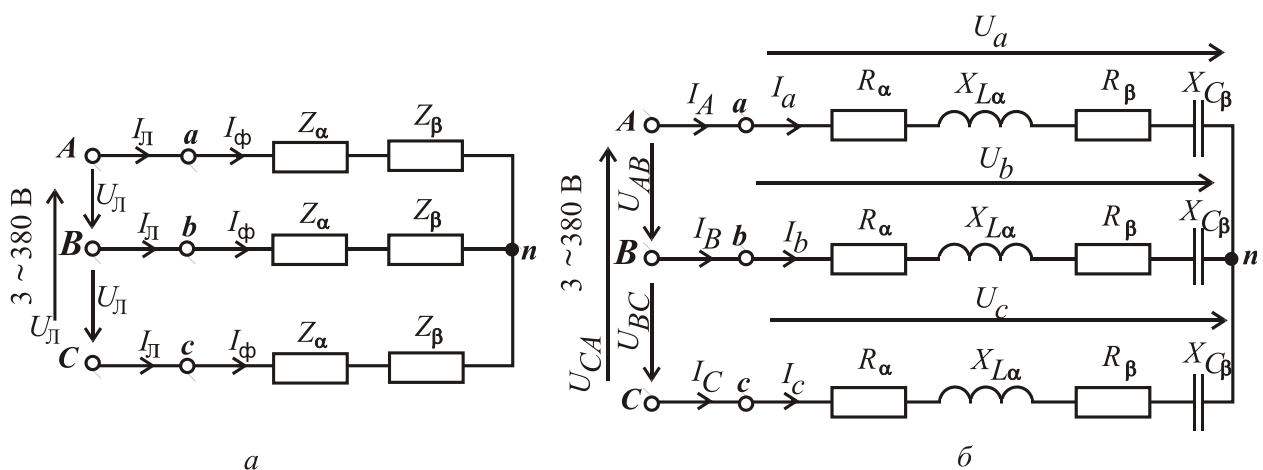 A I_Л a I_ф Z_α Z_β
U_Л
B I_Л b I_ф Z_α Z_β n
U_Л
3 ~380 В
U_Л
C I_Л c I_ф Z_α Z_β
а
U_a
A I_A a I_a R_α X_Lα R_β X_Cβ
U_AB
U_b
B I_B b I_b R_α X_Lα R_β X_Cβ n
3 ~380 В
U_BC
U_CA
U_c
C I_C c I_c R_α X_Lα R_β X_Cβ
б